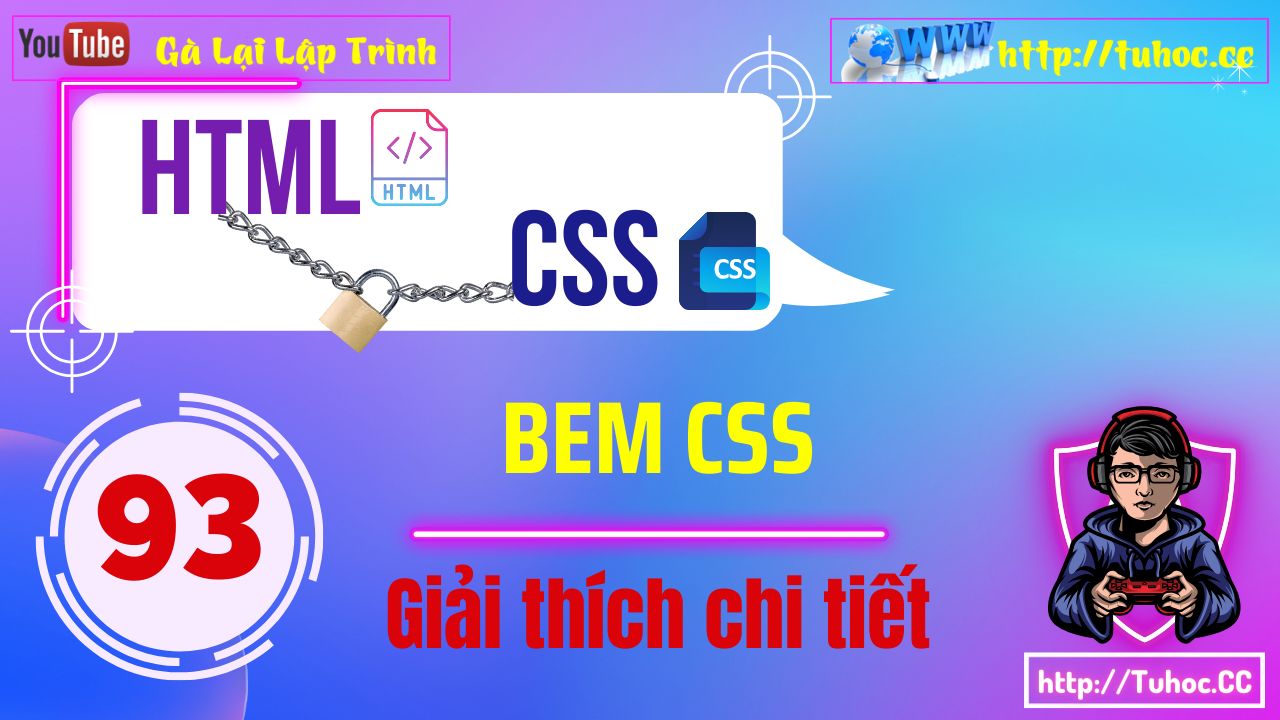 YouTube
Gà Lại Lập Trình
WWW
http://tuhoc.cc
HTML
HTML
CSS
CSS
BEM CSS
93
Giải thích chi tiết
http://Tuhoc.CC